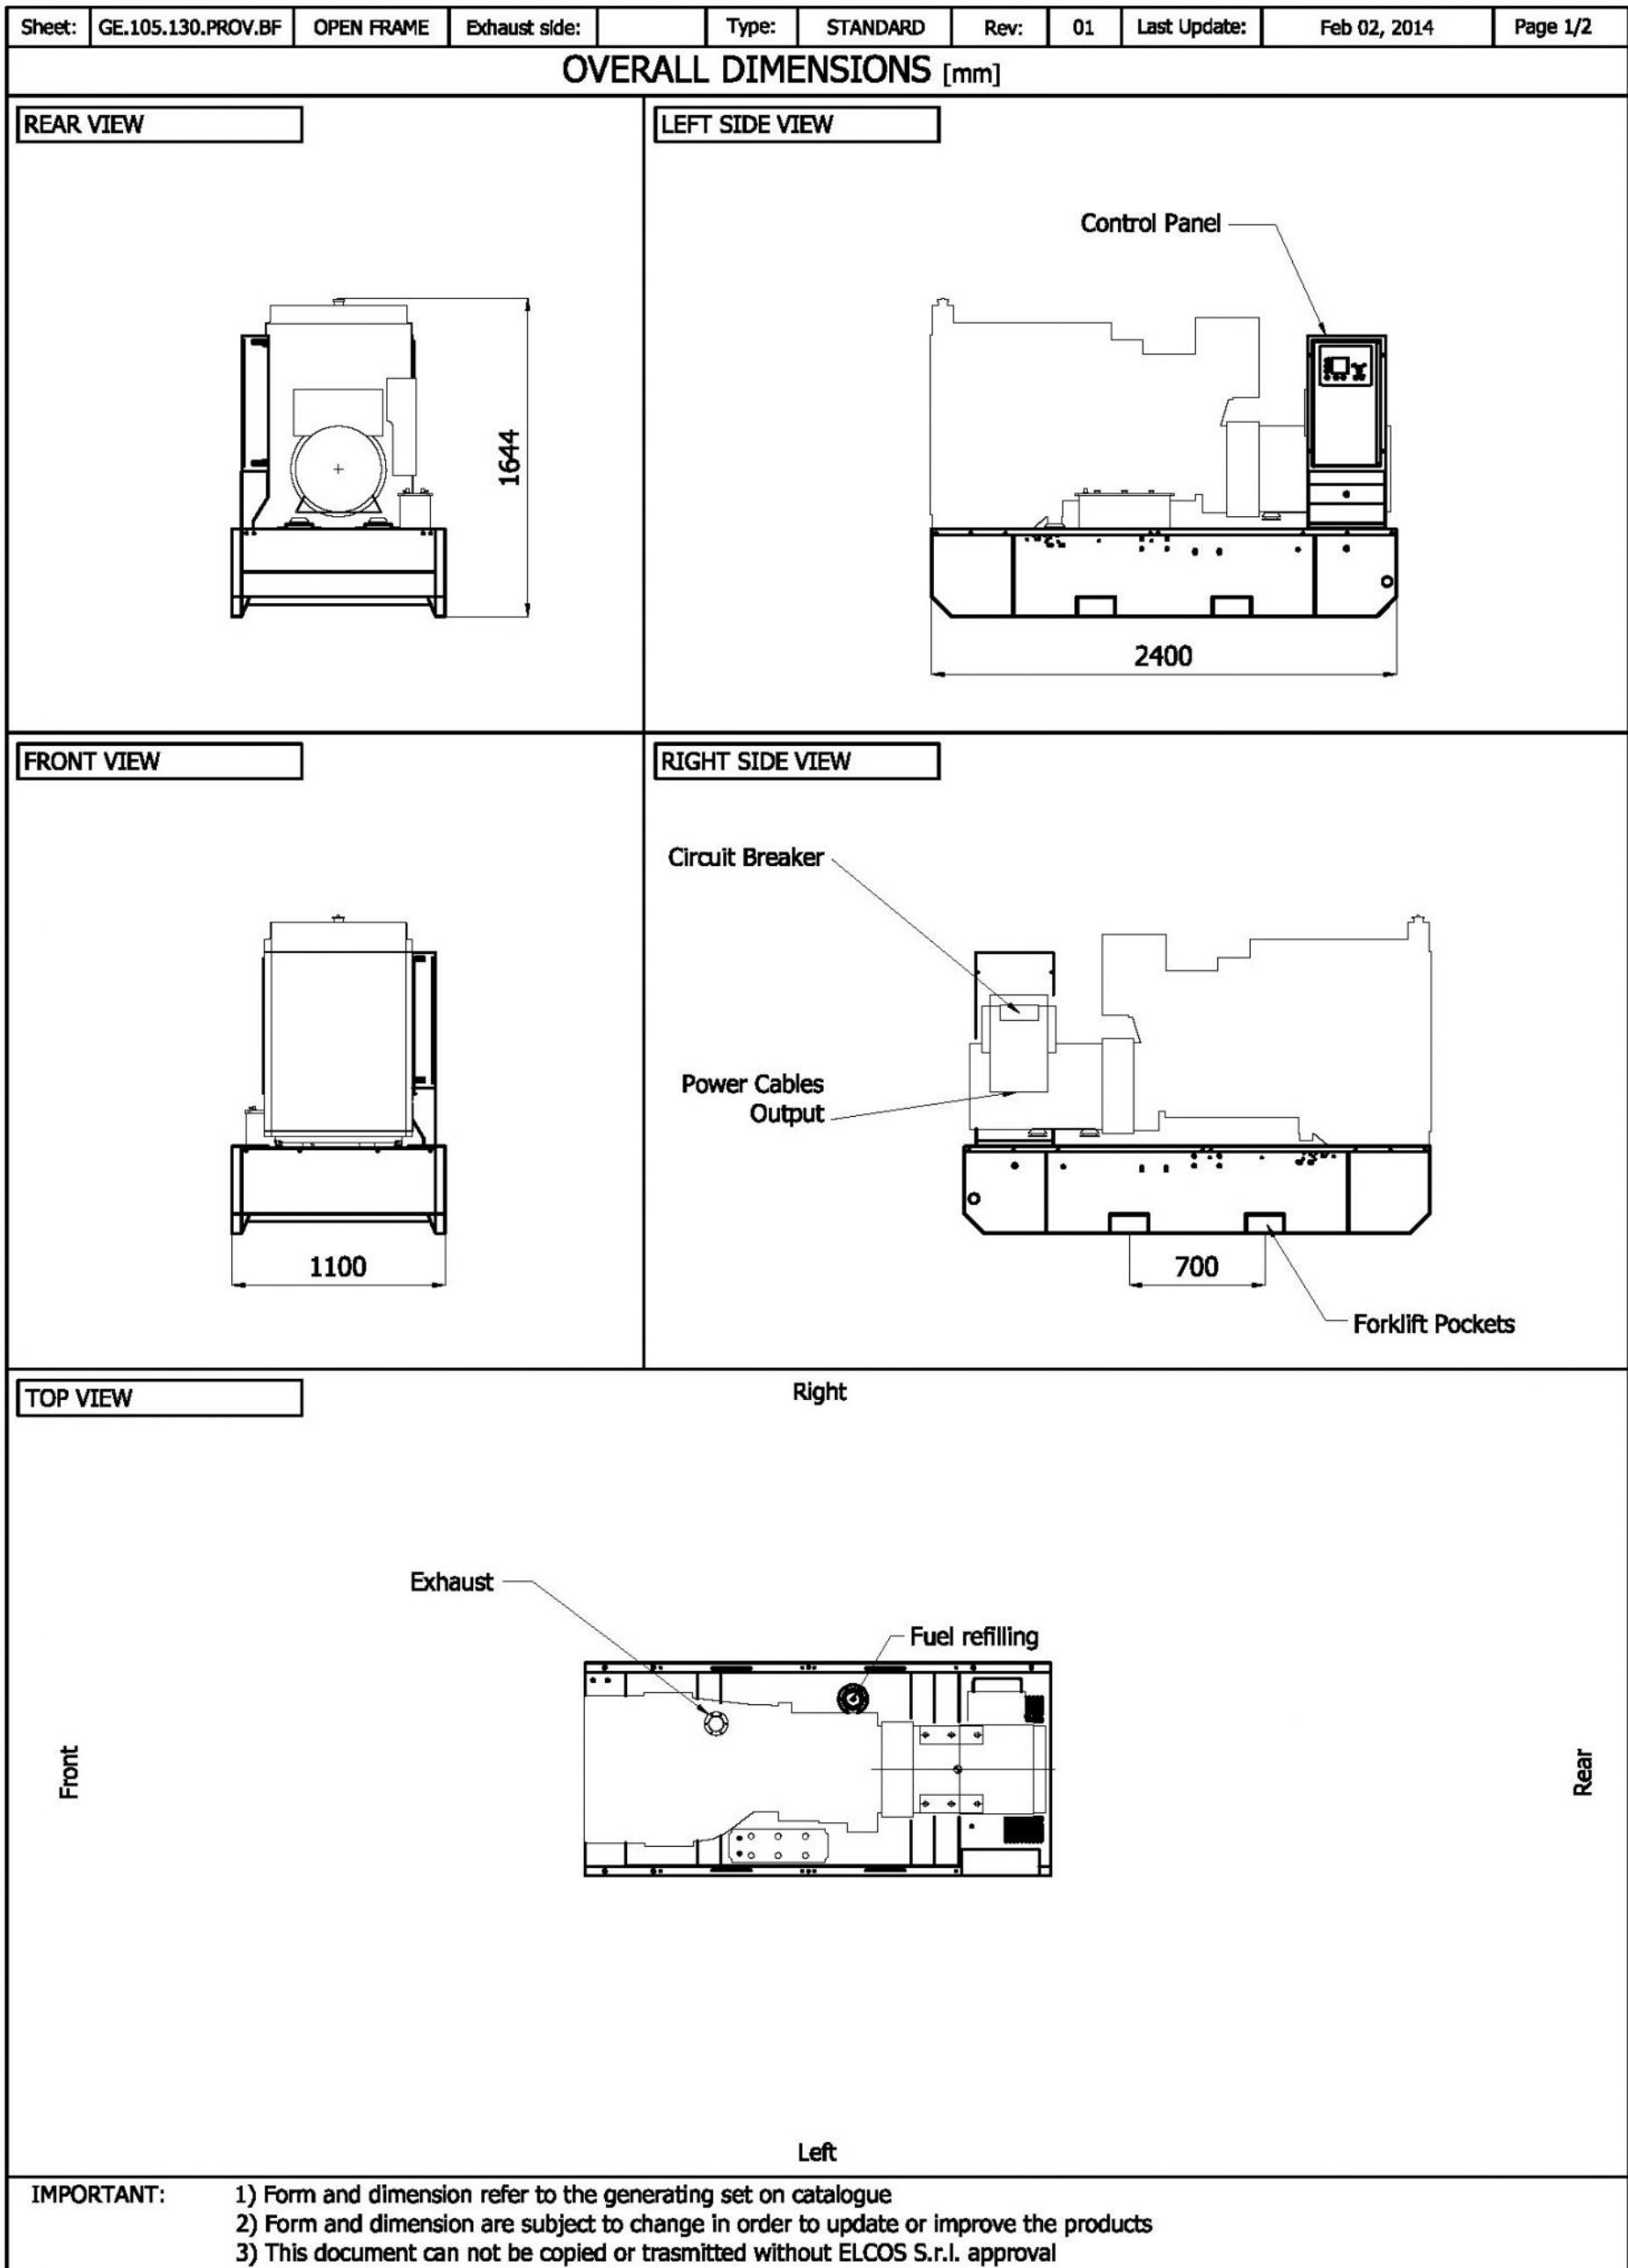 Sheet: GE.105.130.PROV.BF OPEN FRAME Exhaust side: Type: STANDARD Rev: 01 Last Update: Feb 02, 2014 Page 1/2
OVERALL DIMENSIONS [mm]
REAR VIEW
1644
LEFT SIDE VIEW
Control Panel
2400
FRONT VIEW
1100
RIGHT SIDE VIEW
Circuit Breaker
Power Cables
Output
700
Forklift Pockets
TOP VIEW
Right
Exhaust
Fuel refilling
Front
Rear
Left
IMPORTANT: 1) Form and dimension refer to the generating set on catalogue
2) Form and dimension are subject to change in order to update or improve the products
3) This document can not be copied or trasmitted without ELCOS S.r.l. approval